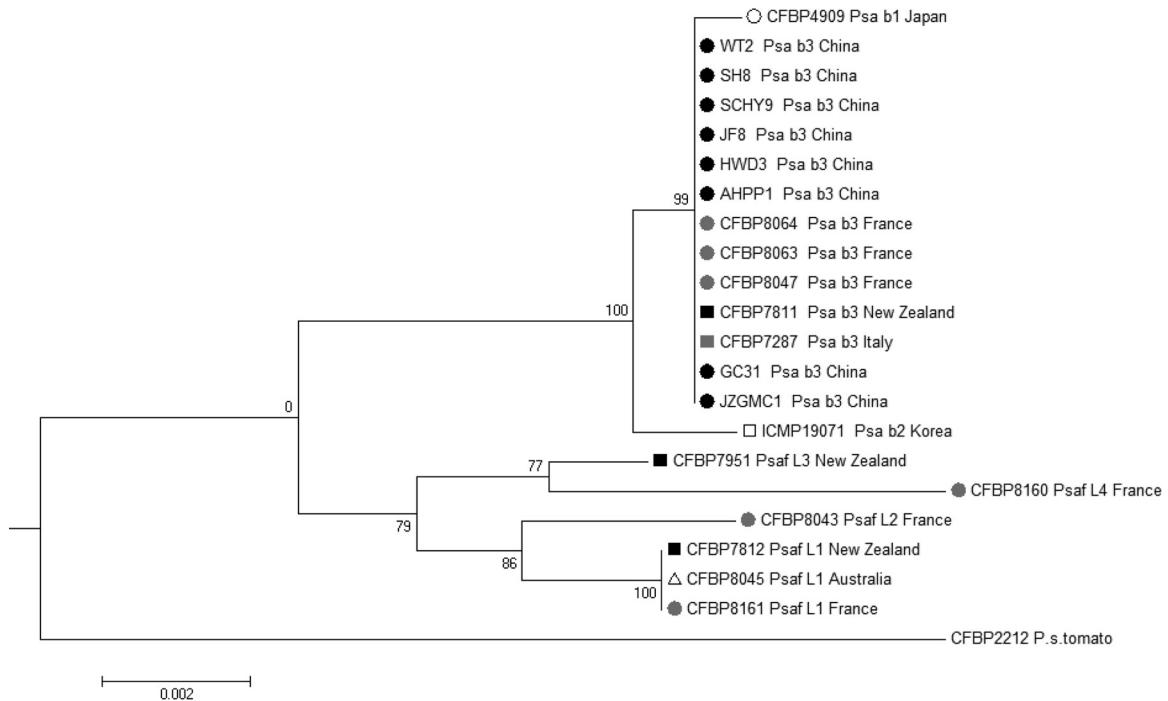 CFBP4909 Psa b1 Japan
WT2 Psa b3 China
SH8 Psa b3 China
SCHY9 Psa b3 China
JF8 Psa b3 China
HWD3 Psa b3 China
AHPP1 Psa b3 China
99
CFBP8064 Psa b3 France
CFBP8063 Psa b3 France
CFBP8047 Psa b3 France
100
CFBP7811 Psa b3 New Zealand
CFBP7287 Psa b3 Italy
GC31 Psa b3 China
JZGMC1 Psa b3 China
0
ICMP19071 Psa b2 Korea
CFBP7951 Psaf L3 New Zealand
77
CFBP8160 Psaf L4 France
CFBP8043 Psaf L2 France
79
CFBP7812 Psaf L1 New Zealand
86
CFBP8045 Psaf L1 Australia
100
CFBP8161 Psaf L1 France
CFBP2212 P.s.tomato
0.002